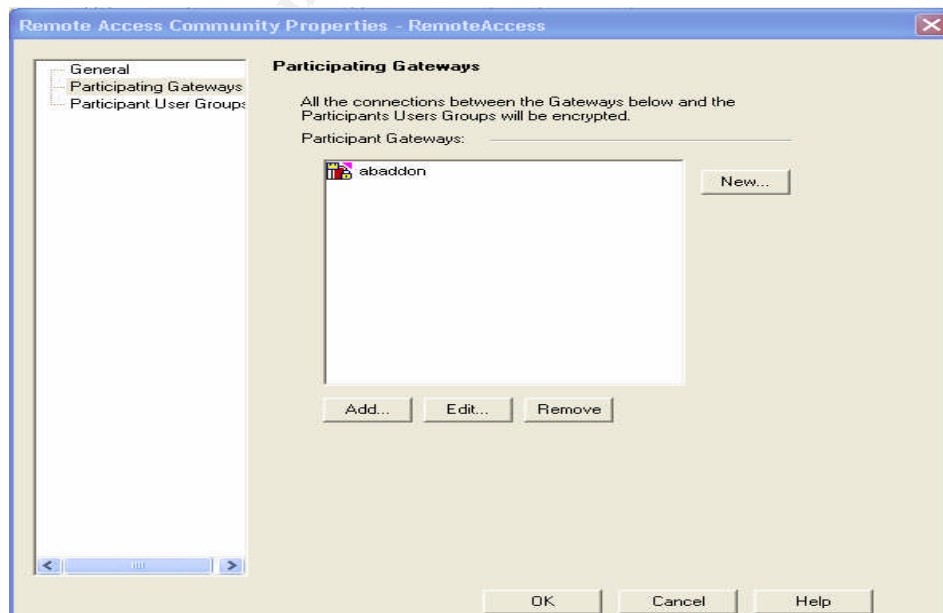 Remote Access Community Properties - RemoteAccess
General
Participating Gateways
Participant User Groups
Participating Gateways
All the connections between the Gateways below and the
Participants Users Groups will be encrypted.
Participant Gateways:
abaddon
New...
Add...
Edit...
Remove
OK
Cancel
Help